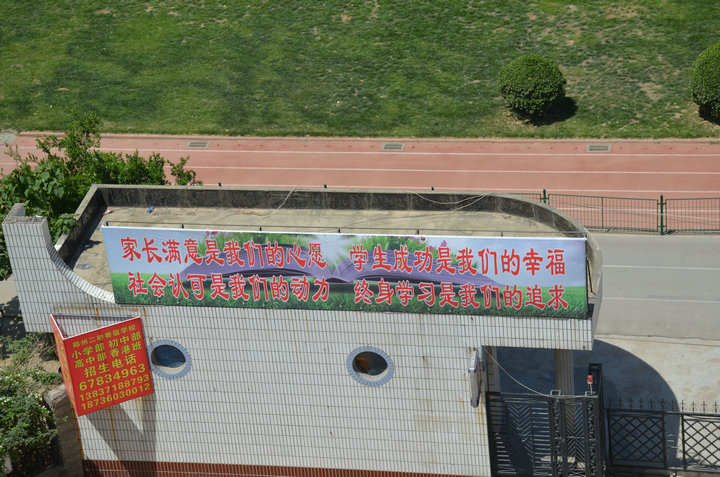 家长满意是我们的心愿 学生成功是我们的幸福
社会认可是我们的动力 终身学习是我们的追求
郑州二砂寄宿学校
小学部 初中部
高中部 香港班
招生电话
67834963
13837188793
18736030012